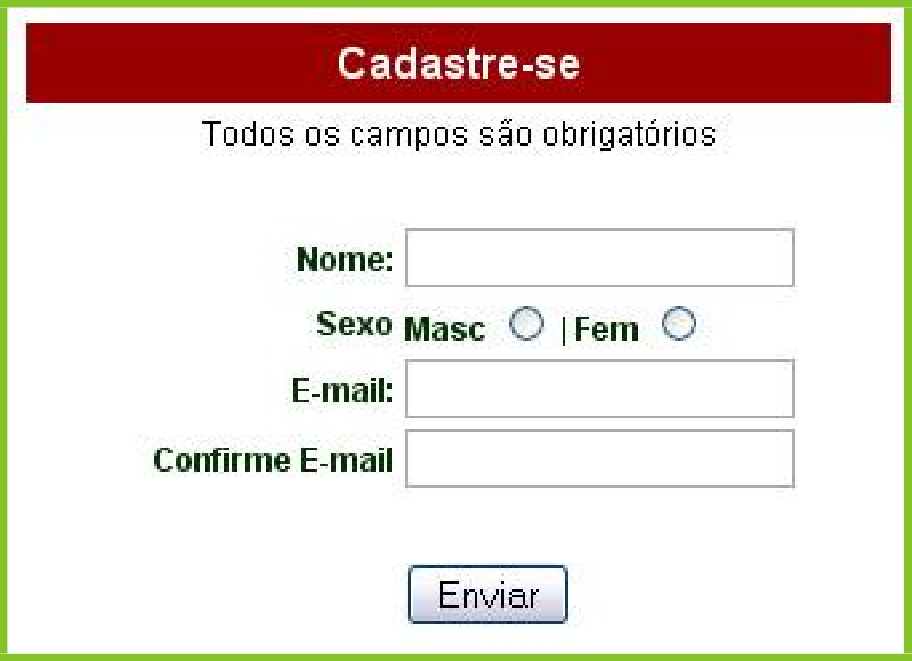 Cadastre-se
Todos os campos são obrigatórios
Nome:
Sexo Masc | Fem
E-mail:
Confirme E-mail
Enviar